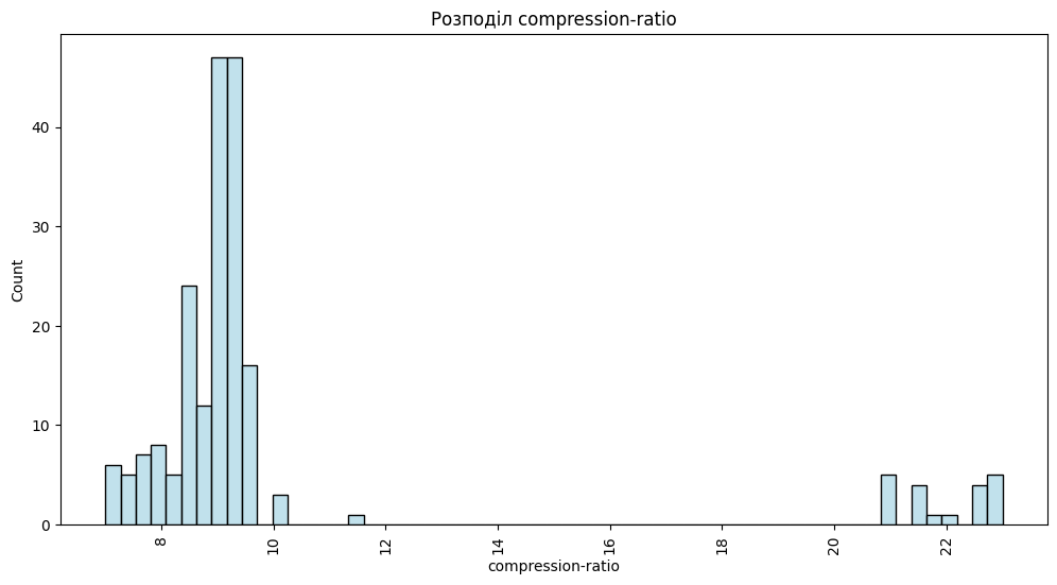 Розподіл compression-ratio
Count
40
30
20
10
0
8 10 12 14 16 18 20 22
compression-ratio